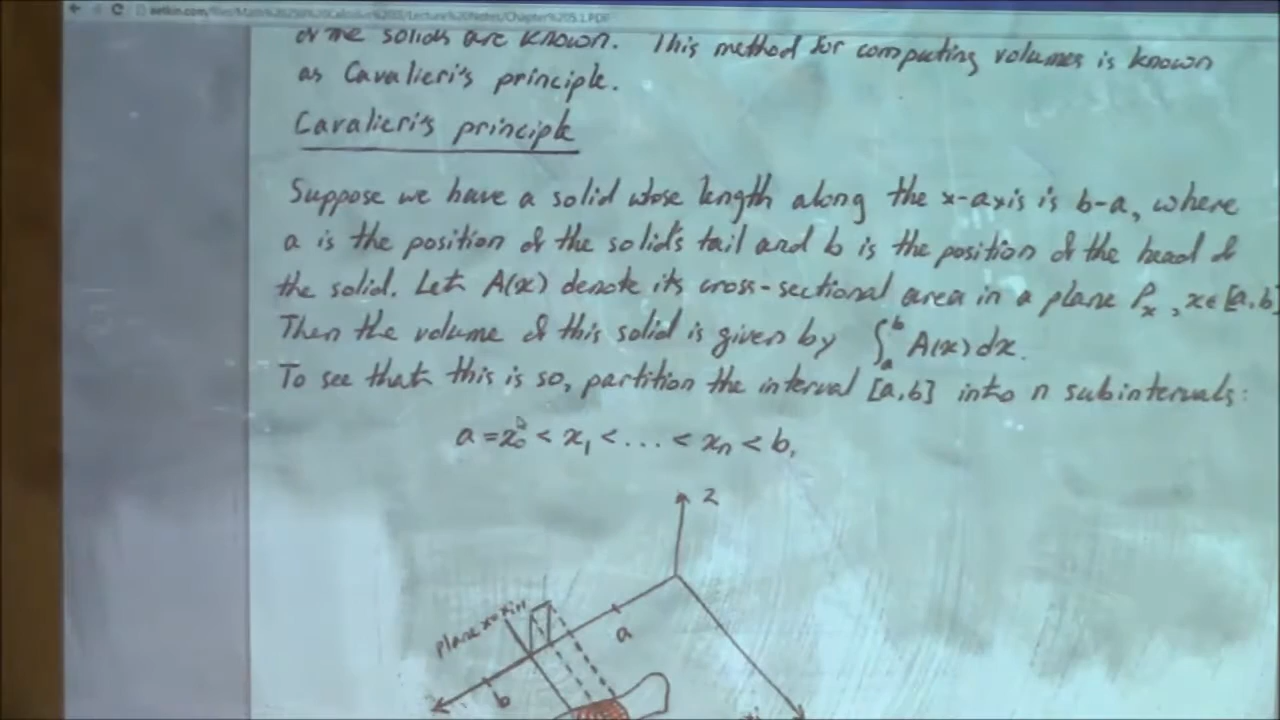 of the solids are known. This method for computing volumes is known
as Cavalieri's principle.
Cavalieri's principle
Suppose we have a solid whose length along the x-axis is b-a, where
a is the position of the solid's tail and b is the position of the head of
the solid. Let A(x) denote its cross-sectional area in a plane Pₓ, x∈[a,b]
Then the volume of this solid is given by ∫ₐᵇ A(x)dx.
To see that this is so, partition the interval [a,b] into n subintervals:
a = x₀ < x₁ < ... < xₙ < b,
z
plane x=xᵢ₊₁
a
b